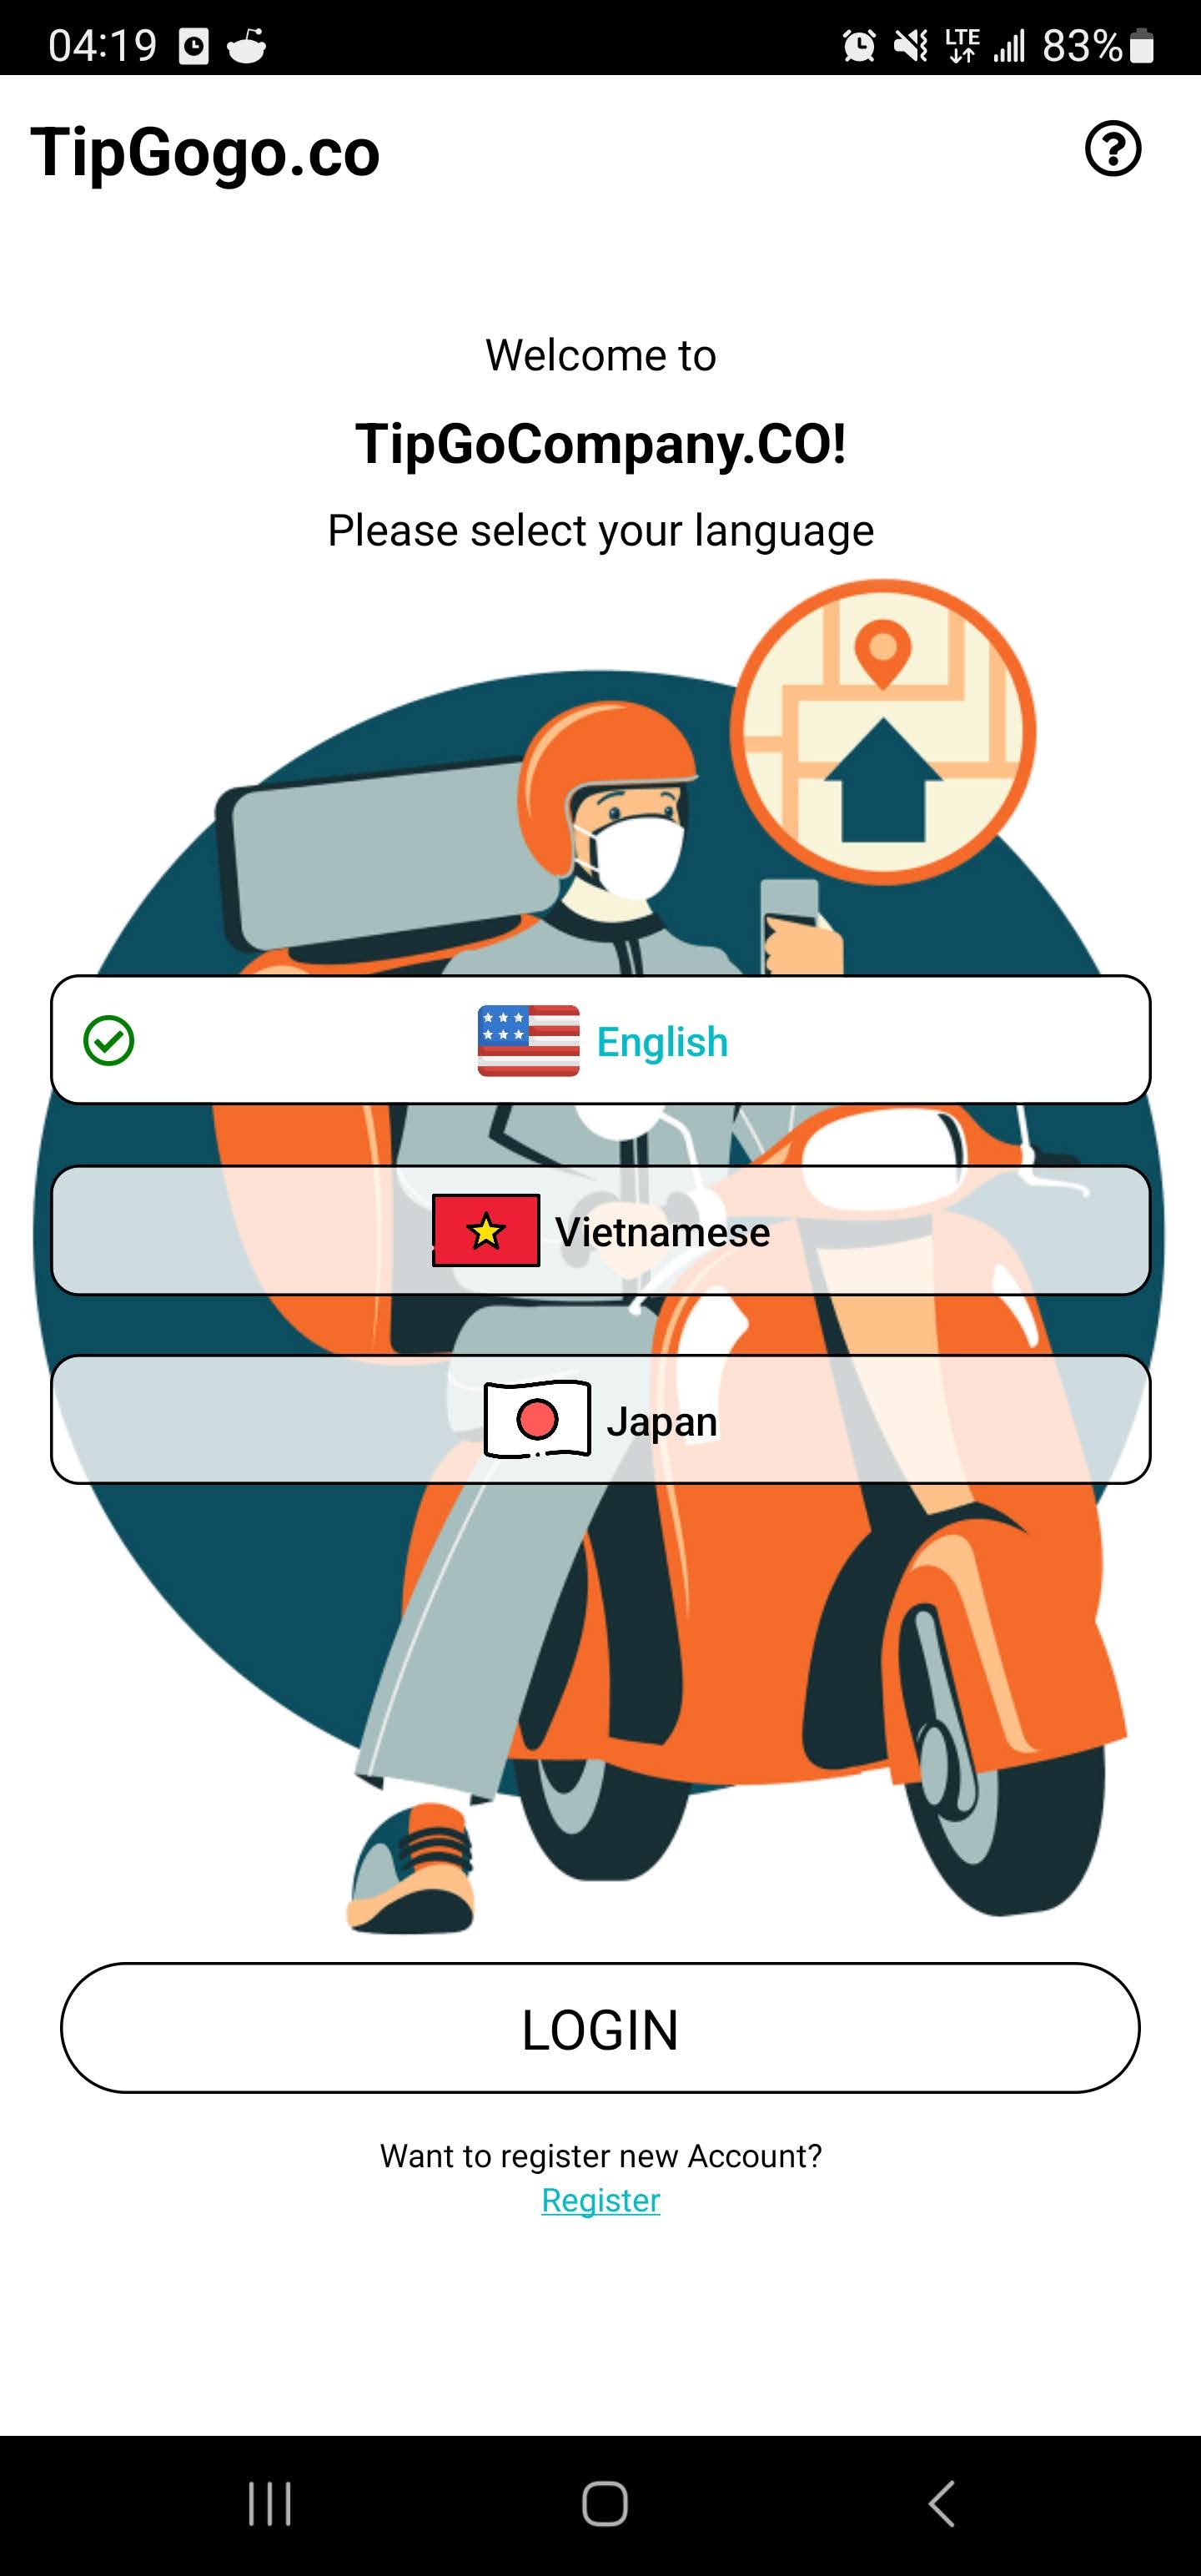 04:19 LTE 83%
TipGogo.co
Welcome to
TipGoCompany.CO!
Please select your language
English
Vietnamese
Japan
LOGIN
Want to register new Account?
Register